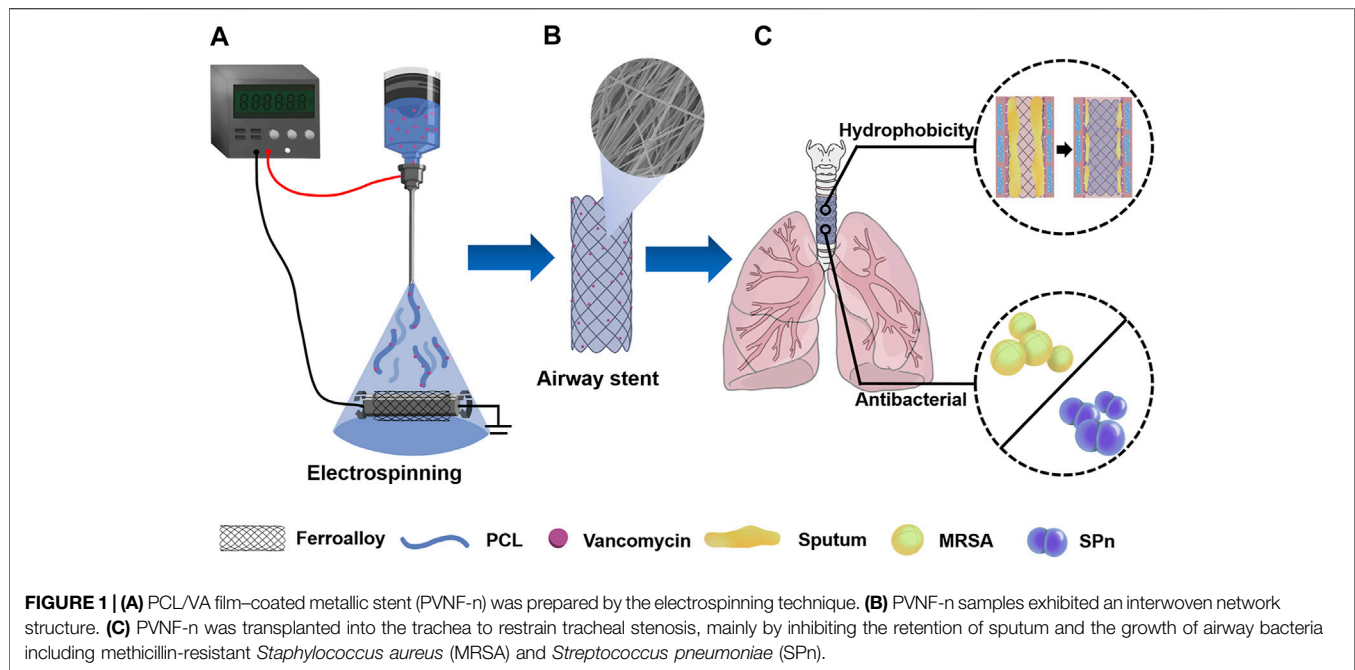 A
B
C
888888
Hydrophobicity
Airway stent
Antibacterial
Electrospinning
Ferroalloy
PCL
Vancomycin
Sputum
MRSA
SPn
FIGURE 1 | (A) PCL/VA film–coated metallic stent (PVNF-n) was prepared by the electrospinning technique. (B) PVNF-n samples exhibited an interwoven network
structure. (C) PVNF-n was transplanted into the trachea to restrain tracheal stenosis, mainly by inhibiting the retention of sputum and the growth of airway bacteria
including methicillin-resistant Staphylococcus aureus (MRSA) and Streptococcus pneumoniae (SPn).